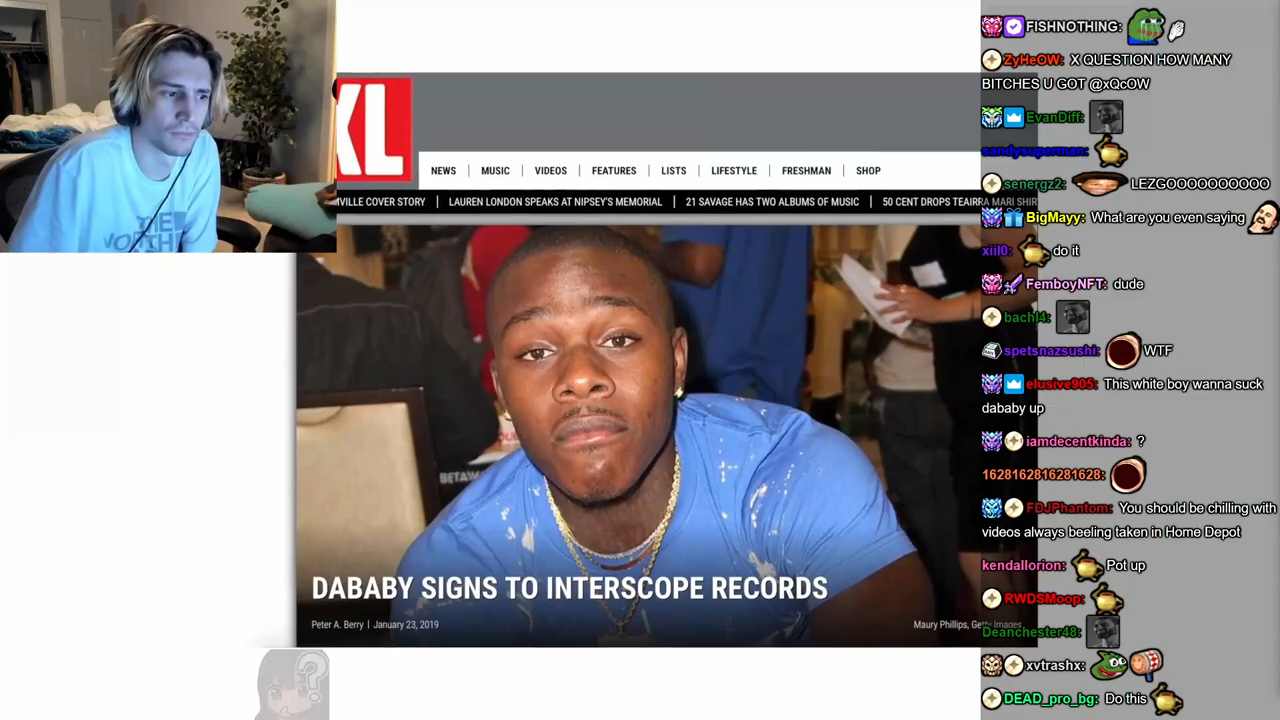 THE
NORTH
XL
NEWS | MUSIC | VIDEOS | FEATURES | LISTS | LIFESTYLE | FRESHMAN | SHOP
COVER STORY | LAUREN LONDON SPEAKS AT NIPSEY'S MEMORIAL | 21 SAVAGE HAS TWO ALBUMS OF MUSIC | 50 CENT DROPS TEAIRRA MARI
DABABY SIGNS TO INTERSCOPE RECORDS
Peter A. Berry | January 23, 2019
Maury Phillips, Getty Images
FISHNOTHING:
ZyHeOW: X QUESTION HOW MANY
BITCHES U GOT @xQcOW
EvanDiff:
sandysuperman:
senergz2: LEZGOOOOOOOOOO
BigMayy: What are you even saying
xiil0: do it
FemboyNFT: dude
bachl4:
spetsnazsushi: WTF
elusive905: This white boy wanna suck
dababy up
iamdecentkinda: ?
1628162816281628:
FDJPhantom: You should be chilling with
videos always beeling taken in Home Depot
kendallorion: Pot up
RWDSMoop:
Deanchester48:
xvtrashx:
DEAD_pro_bg: Do this